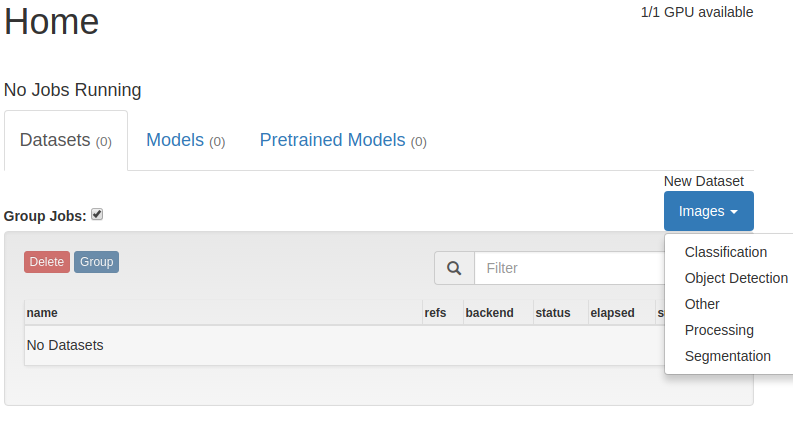 Home
1/1 GPU available
No Jobs Running
Datasets (0) Models (0) Pretrained Models (0)
New Dataset
Group Jobs:
Images
Delete Group
Filter
Classification
Object Detection
Other
Processing
Segmentation
name refs backend status elapsed
No Datasets